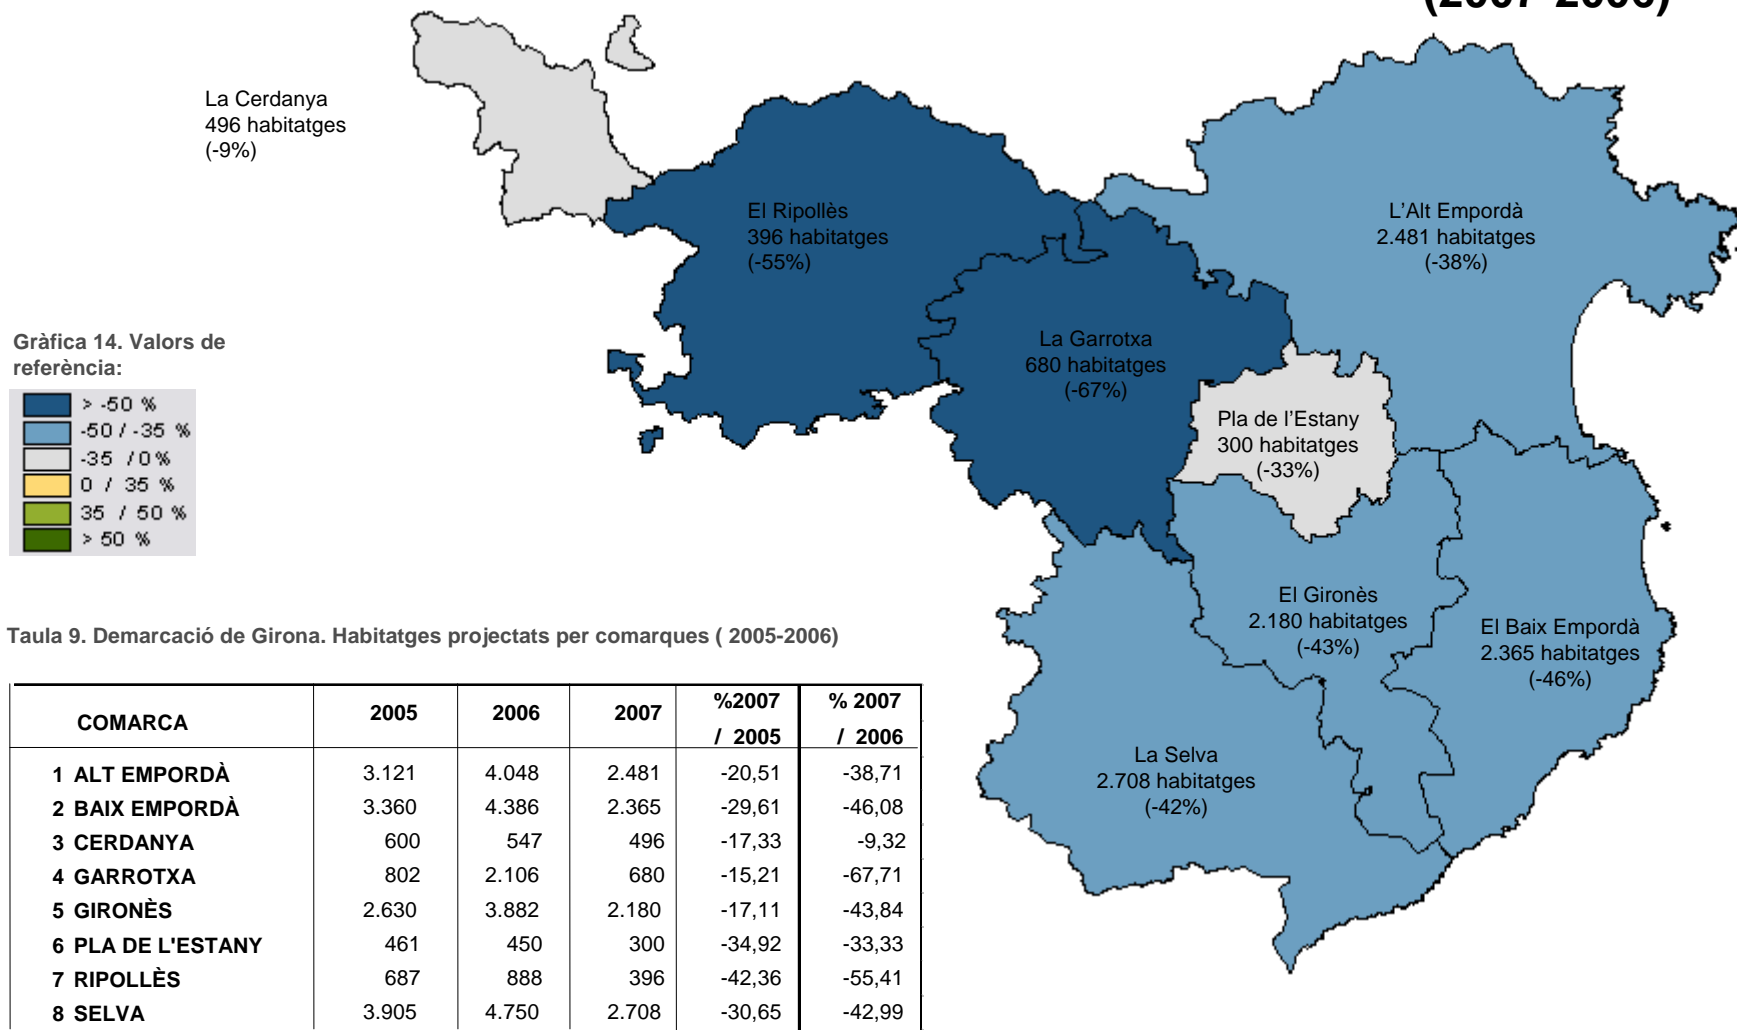 (2007-2006)
La Cerdanya
496 habitatges
(-9%)
El Ripollès
396 habitatges
(-55%)
L'Alt Empordà
2.481 habitatges
(-38%)
La Garrotxa
680 habitatges
(-67%)
Pla de l'Estany
300 habitatges
(-33%)
El Gironès
2.180 habitatges
(-43%)
El Baix Empordà
2.365 habitatges
(-46%)
La Selva
2.708 habitatges
(-42%)
Gràfica 14. Valors de
referència:
> -50 %
-50 / -35 %
-35 / 0 %
0 / 35 %
35 / 50 %
> 50 %
Taula 9. Demarcació de Girona. Habitatges projectats per comarques ( 2005-2006)
COMARCA 2005 2006 2007 %2007 / 2005 % 2007 / 2006
1 ALT EMPORDÀ 3.121 4.048 2.481 -20,51 -38,71
2 BAIX EMPORDÀ 3.360 4.386 2.365 -29,61 -46,08
3 CERDANYA 600 547 496 -17,33 -9,32
4 GARROTXA 802 2.106 680 -15,21 -67,71
5 GIRONÈS 2.630 3.882 2.180 -17,11 -43,84
6 PLA DE L'ESTANY 461 450 300 -34,92 -33,33
7 RIPOLLÈS 687 888 396 -42,36 -55,41
8 SELVA 3.905 4.750 2.708 -30,65 -42,99